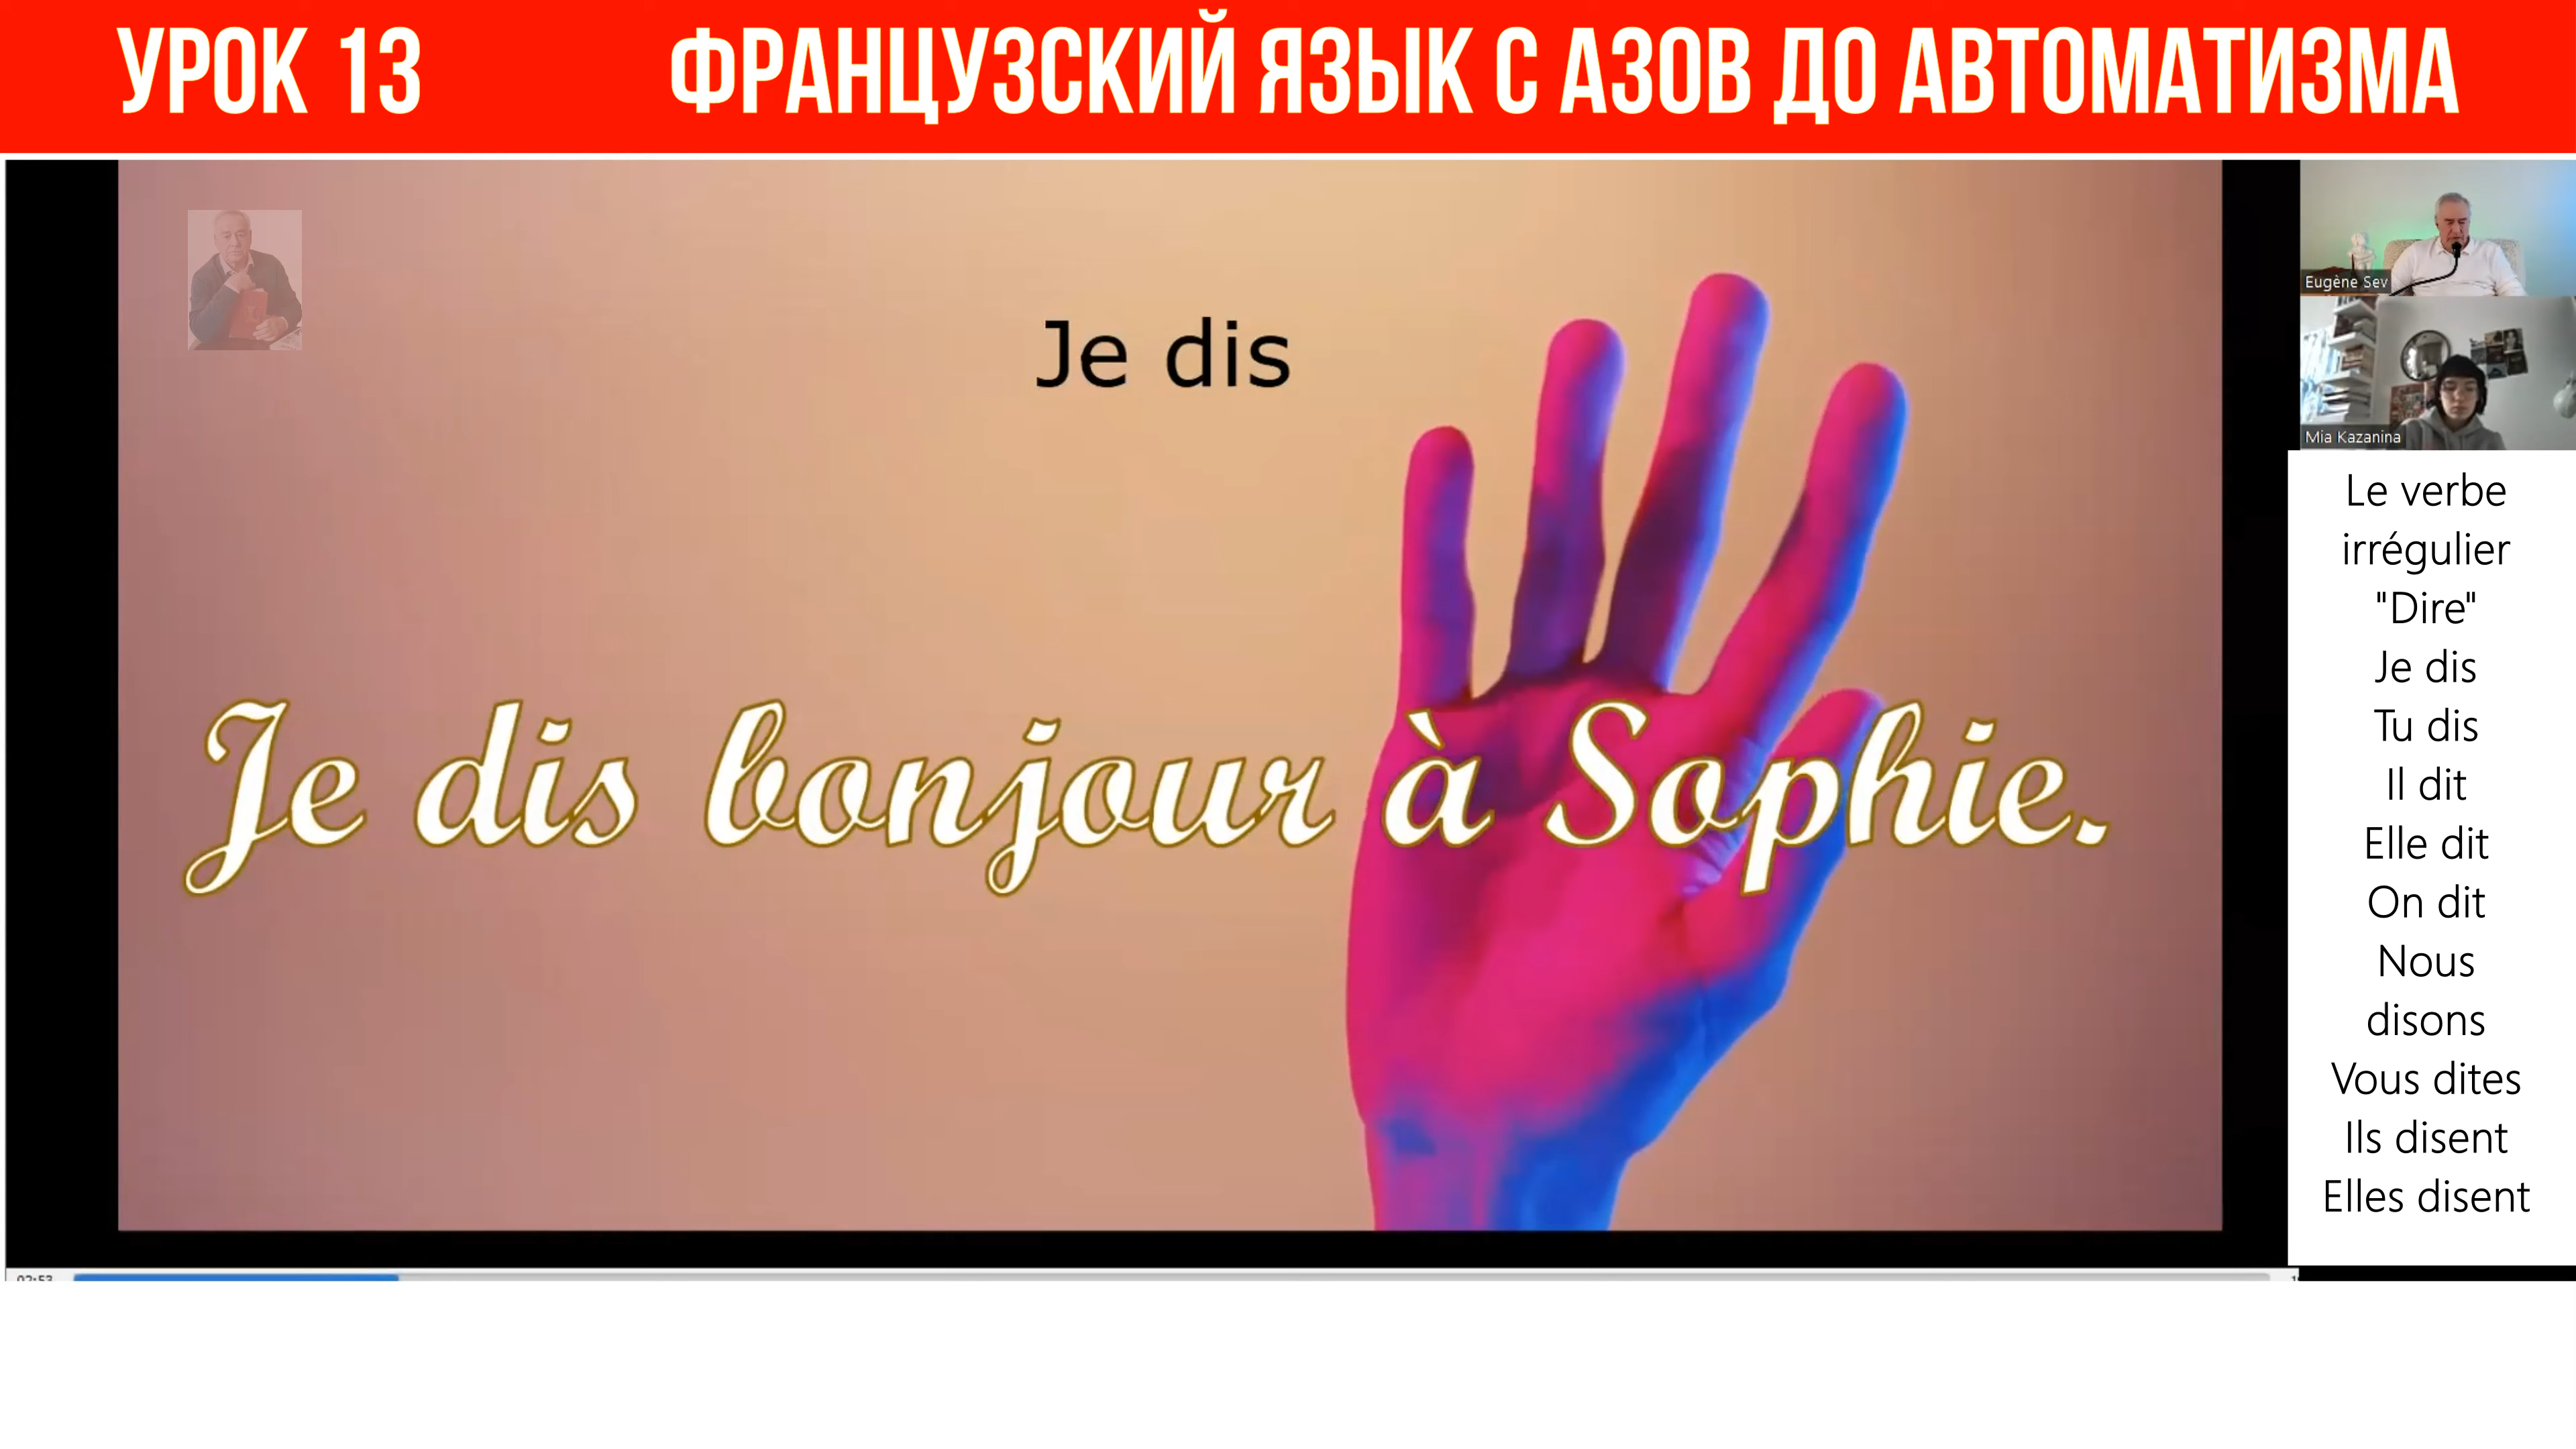 УРОК 13
ФРАНЦУЗСКИЙ ЯЗЫК С АЗОВ ДО АВТОМАТИЗМА
Je dis
Je dis bonjour à Sophie.
Eugène Sev
Mia Kazanina
Le verbe
irrégulier
"Dire"
Je dis
Tu dis
Il dit
Elle dit
On dit
Nous
disons
Vous dites
Ils disent
Elles disent
02:53